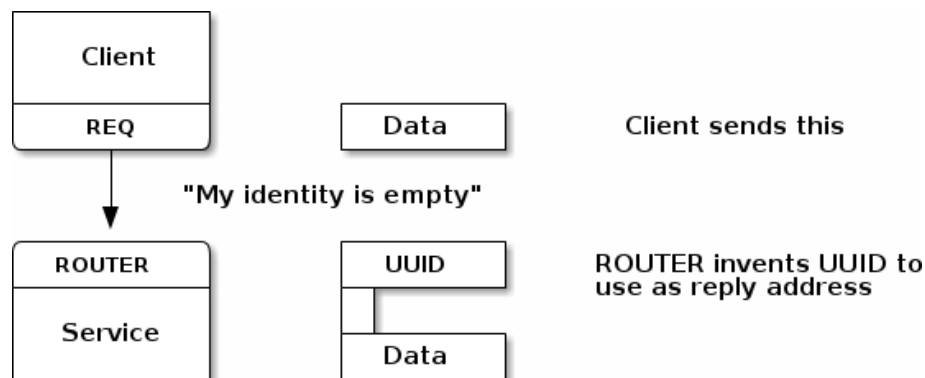 Client
REQ
Data
Client sends this
"My identity is empty"
ROUTER
UUID
ROUTER invents UUID to
use as reply address
Service
Data